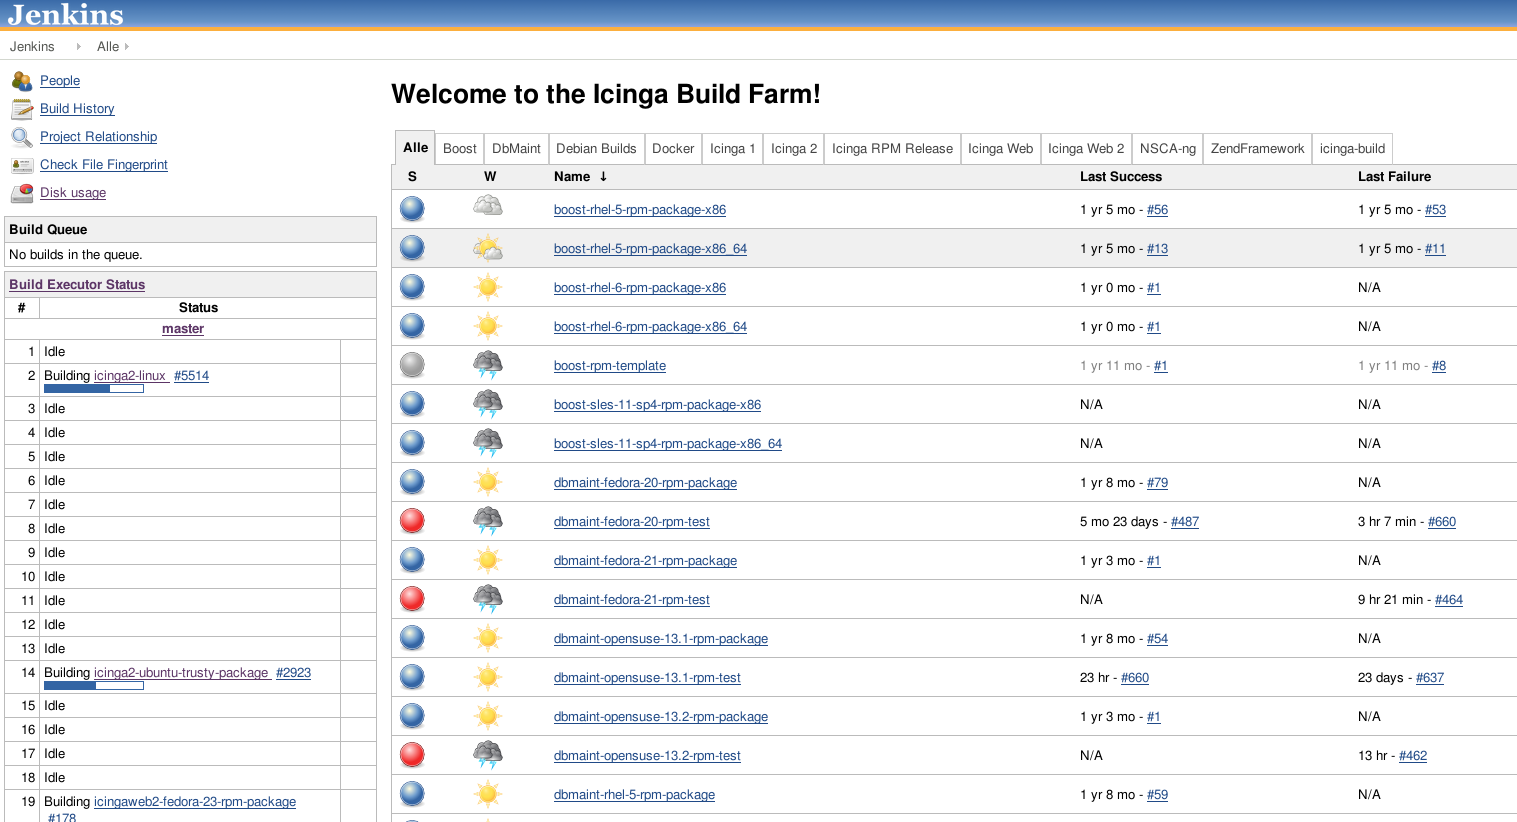 Jenkins
Jenkins Alle
People
Build History
Project Relationship
Check File Fingerprint
Disk usage
Build Queue
No builds in the queue.
Build Executor Status
# Status
master
1 Idle
2 Building icinga2-linux #5514
3 Idle
4 Idle
5 Idle
6 Idle
7 Idle
8 Idle
9 Idle
10 Idle
11 Idle
12 Idle
13 Idle
14 Building icinga2-ubuntu-trusty-package #2923
15 Idle
16 Idle
17 Idle
18 Idle
19 Building icingaweb2-fedora-23-rpm-package
#178
Welcome to the Icinga Build Farm!
Alle Boost DbMaint Debian Builds Docker Icinga 1 Icinga 2 Icinga RPM Release Icinga Web Icinga Web 2 NSCA-ng ZendFramework icinga-build
S W Name ↓ Last Success Last Failure
boost-rhel-5-rpm-package-x86 1 yr 5 mo - #56 1 yr 5 mo - #53
boost-rhel-5-rpm-package-x86_64 1 yr 5 mo - #13 1 yr 5 mo - #11
boost-rhel-6-rpm-package-x86 1 yr 0 mo - #1 N/A
boost-rhel-6-rpm-package-x86_64 1 yr 0 mo - #1 N/A
boost-rpm-template 1 yr 11 mo - #1 1 yr 11 mo - #8
boost-sles-11-sp4-rpm-package-x86 N/A N/A
boost-sles-11-sp4-rpm-package-x86_64 N/A N/A
dbmaint-fedora-20-rpm-package 1 yr 8 mo - #79 N/A
dbmaint-fedora-20-rpm-test 5 mo 23 days - #487 3 hr 7 min - #660
dbmaint-fedora-21-rpm-package 1 yr 3 mo - #1 N/A
dbmaint-fedora-21-rpm-test N/A 9 hr 21 min - #464
dbmaint-opensuse-13.1-rpm-package 1 yr 8 mo - #54 N/A
dbmaint-opensuse-13.1-rpm-test 23 hr - #660 23 days - #637
dbmaint-opensuse-13.2-rpm-package 1 yr 3 mo - #1 N/A
dbmaint-opensuse-13.2-rpm-test N/A 13 hr - #462
dbmaint-rhel-5-rpm-package 1 yr 8 mo - #59 N/A